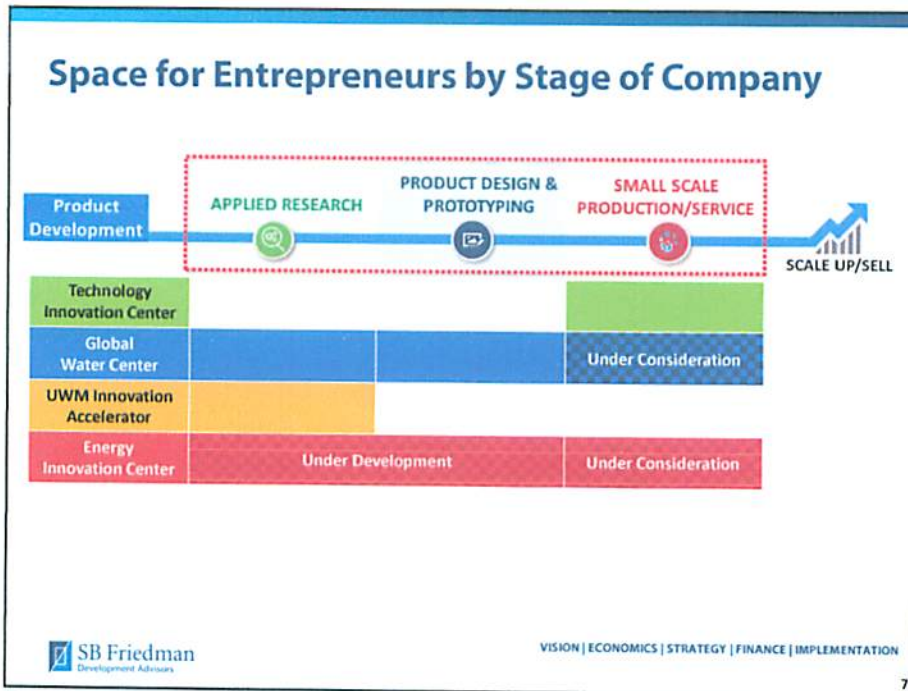 Space for Entrepreneurs by Stage of Company
Product
Development
APPLIED RESEARCH
PRODUCT DESIGN &
PROTOTYPING
SMALL SCALE
PRODUCTION/SERVICE
SCALE UP/SELL
Technology
Innovation Center
Global
Water Center
Under Consideration
UWM Innovation
Accelerator
Energy
Innovation Center
Under Development
Under Consideration
SB Friedman
Development Advisors
VISION | ECONOMICS | STRATEGY | FINANCE | IMPLEMENTATION
7